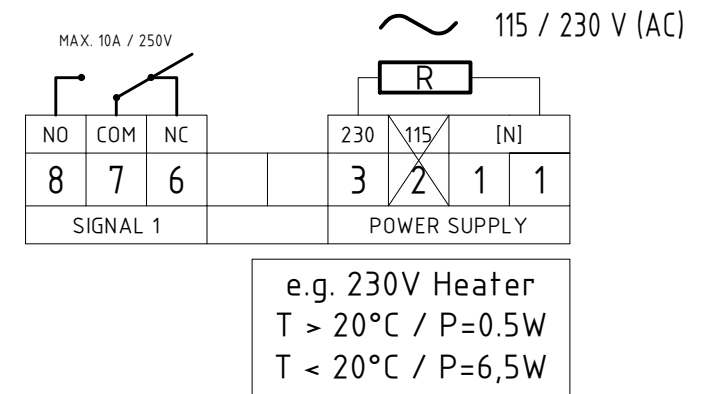 115 / 230 V (AC)
MAX. 10A / 250V
R
NO COM NC 230 115 [N]
8 7 6 3 2 1 1
SIGNAL 1 POWER SUPPLY
e.g. 230V Heater
T > 20°C / P=0.5W
T < 20°C / P=6,5W